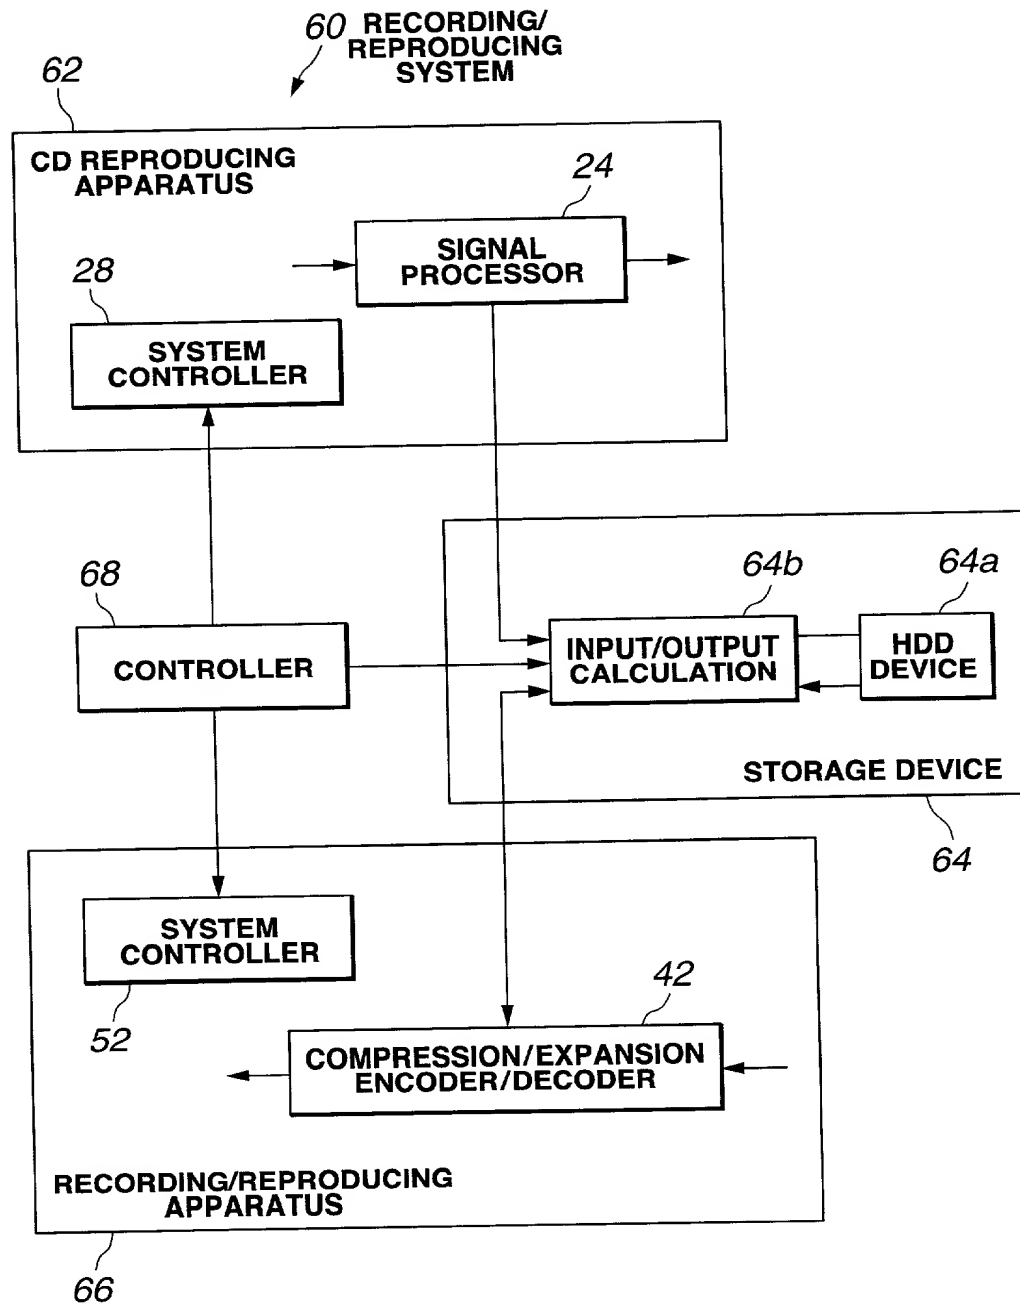 60 RECORDING/
REPRODUCING
SYSTEM
62
CD REPRODUCING
APPARATUS
24
SIGNAL
PROCESSOR
28
SYSTEM
CONTROLLER
68
CONTROLLER
64b
64a
INPUT/OUTPUT
CALCULATION
HDD
DEVICE
STORAGE DEVICE
64
SYSTEM
CONTROLLER
52
42
COMPRESSION/EXPANSION
ENCODER/DECODER
RECORDING/REPRODUCING
APPARATUS
66